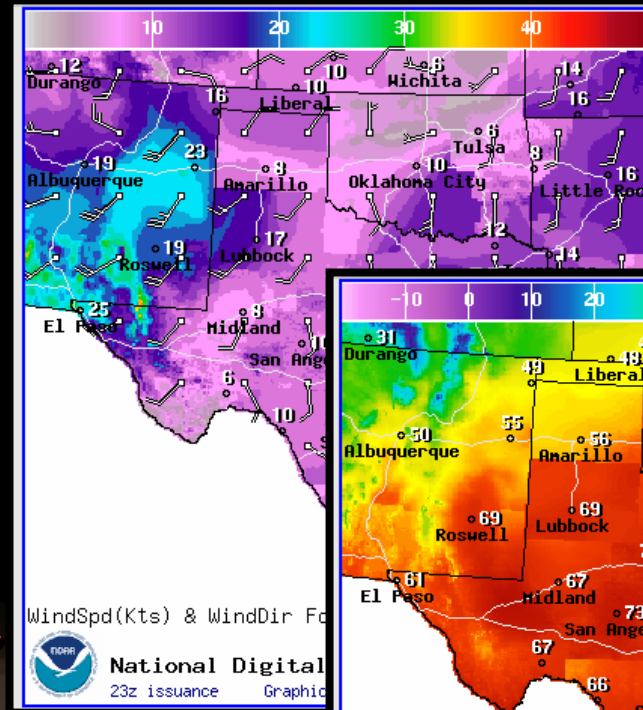 10 20 30 40
12 10 6 14
Durango Wichita
10
Liberal
16 16
6
Tulsa
19 23 8 10 8 16
Albuquerque Amarillo Oklahoma City Little Roc
19 17 12 14
Roswell Lubbock
25 8
El Paso Midland
San Ange
6
10
WindSpd(Kts) & WindDir Fo
NOAA
National Digital
23z issuance Graphic
-10 0 10 20
31 48
Durango Liberal
49
50 55 56
Albuquerque Amarillo
69 69
Roswell Lubbock
61 67
El Paso Midland
73
San Ange
67
66